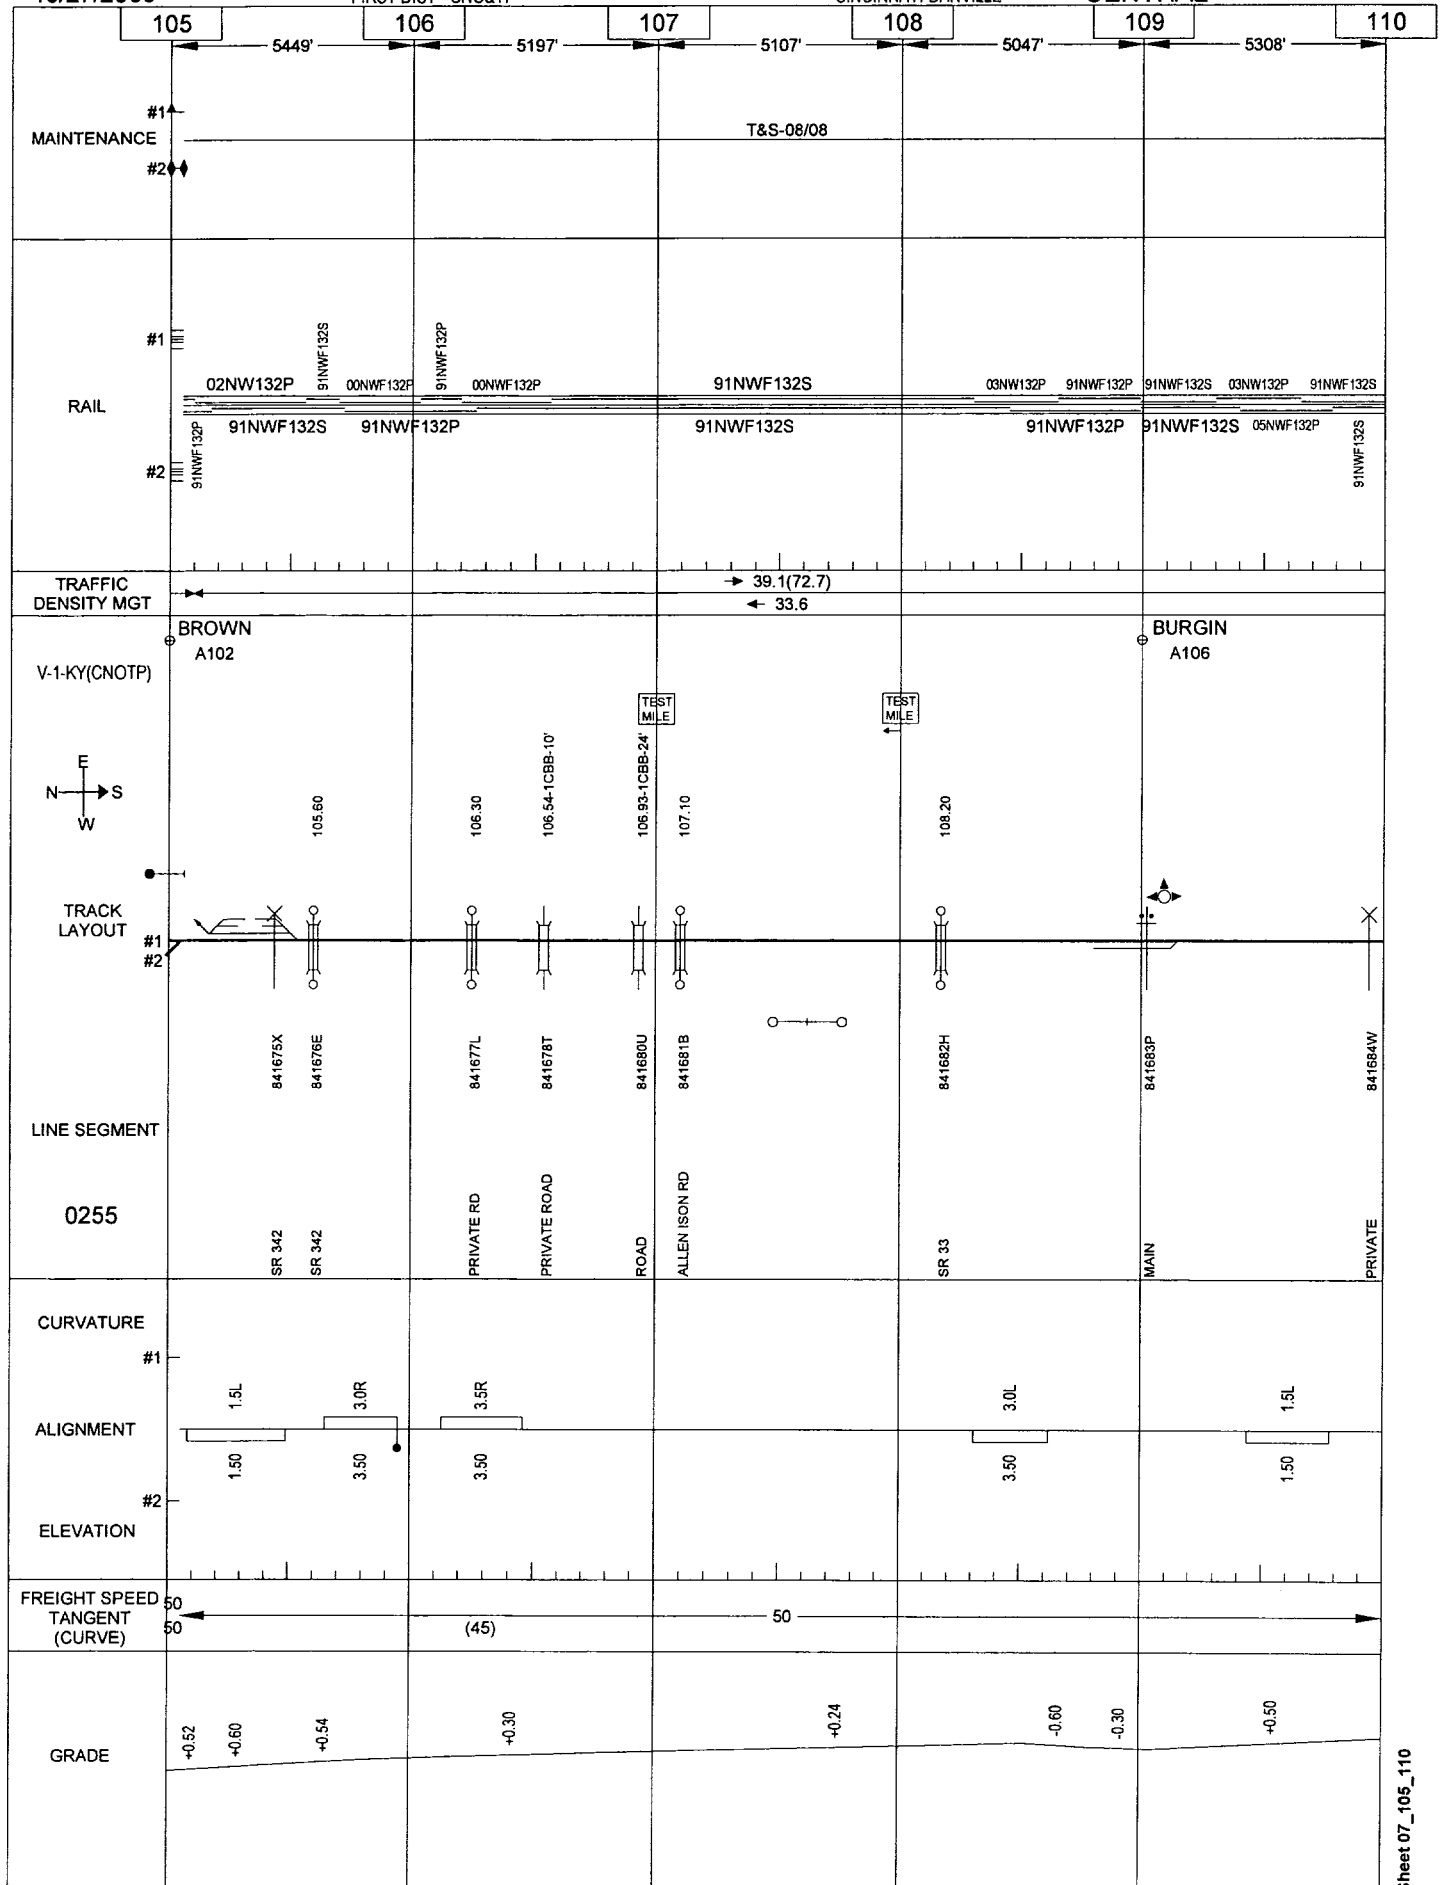 105 106 107 108 109 110
5449' 5197' 5107' 5047' 5308'
#1
MAINTENANCE
T&S-08/08
#2
#1
91NWF132S
91NWF132P
02NW132P 00NWF132P 00NWF132P 91NWF132S 03NW132P 91NWF132P 91NWF132S 03NW132P 91NWF132S
RAIL
91NWF132S 91NWF132P 91NWF132S 91NWF132P 91NWF132S 05NWF132P
91NWF132P
91NWF132S
#2
TRAFFIC
DENSITY MGT
39.1(72.7)
33.6
BROWN
A102
BURGIN
A106
V-1-KY(CNOTP)
TEST
MILE
TEST
MILE
E
N S
W
105.60
106.30
106.54-1CBB-10'
106.93-1CBB-24'
107.10
108.20
TRACK
LAYOUT
#1
#2
841675X
841676E
841677L
841678T
841680U
841681B
841682H
841683P
841684W
LINE SEGMENT
0255
SR 342
SR 342
PRIVATE RD
PRIVATE ROAD
ROAD
ALLEN ISON RD
SR 33
MAIN
PRIVATE
CURVATURE
#1
1.5L
3.0R
3.5R
3.0L
1.5L
ALIGNMENT
1.50
3.50
3.50
3.50
1.50
#2
ELEVATION
FREIGHT SPEED
TANGENT
(CURVE)
50
50
50
(45)
GRADE
+0.52
+0.60
+0.54
+0.30
+0.24
-0.60
-0.30
+0.50
Sheet 07_105_110